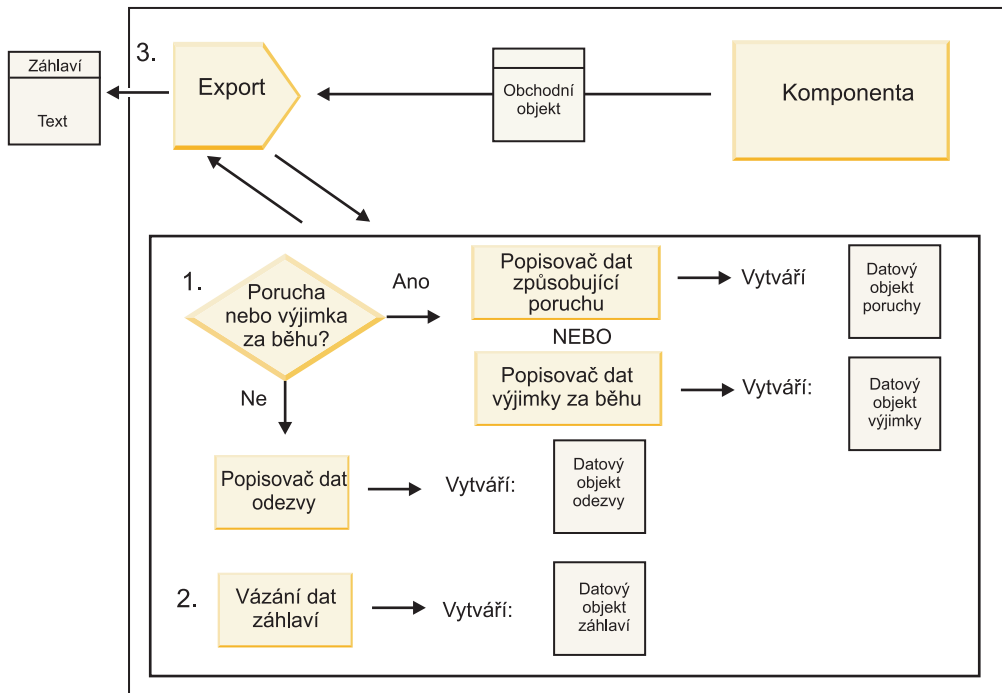 Záhlaví
Text
3.
Export
Obchodní
objekt
Komponenta
1.
Porucha
nebo výjimka
za běhu?
Ano
Popisovač dat
způsobující
poruchu
Vytváří
Datový
objekt
poruchy
NEBO
Popisovač dat
výjimky za běhu
Vytváří:
Datový
objekt
výjimky
Ne
Popisovač dat
odezvy
Vytváří:
Datový
objekt
odezvy
2.
Vázání dat
záhlaví
Vytváří:
Datový
objekt
záhlaví